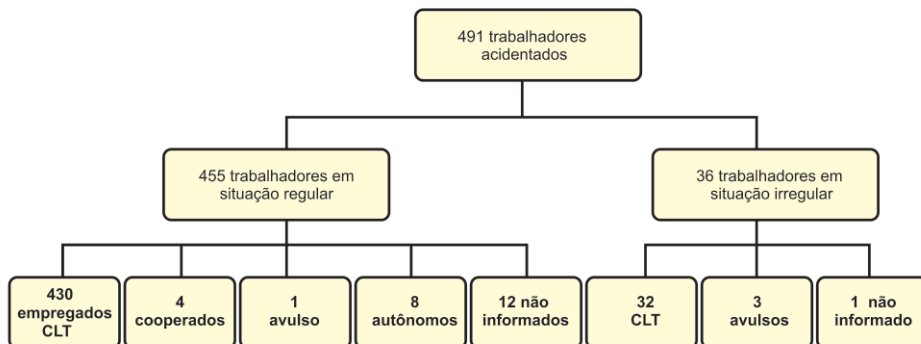 491 trabalhadores
acidentados
455 trabalhadores em
situação regular
36 trabalhadores em
situação irregular
430
empregados
CLT
4
cooperados
1
avulso
8
autônomos
12 não
informados
32
CLT
3
avulsos
1 não
informado